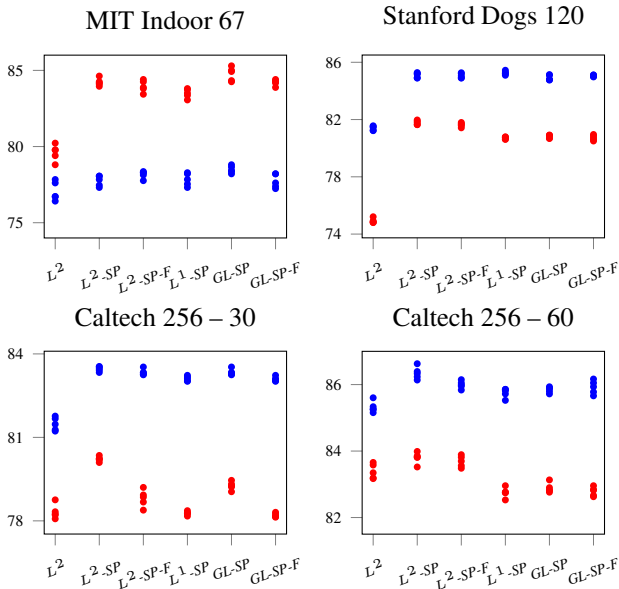 MIT Indoor 67
Stanford Dogs 120
85
80
75
L² L²-SP L²-SP-F L¹-SP GL-SP GL-SP-F
86
82
78
74
L² L²-SP L²-SP-F L¹-SP GL-SP GL-SP-F
Caltech 256 – 30
Caltech 256 – 60
84
81
78
L² L²-SP L²-SP-F L¹-SP GL-SP GL-SP-F
86
84
82
L² L²-SP L²-SP-F L¹-SP GL-SP GL-SP-F